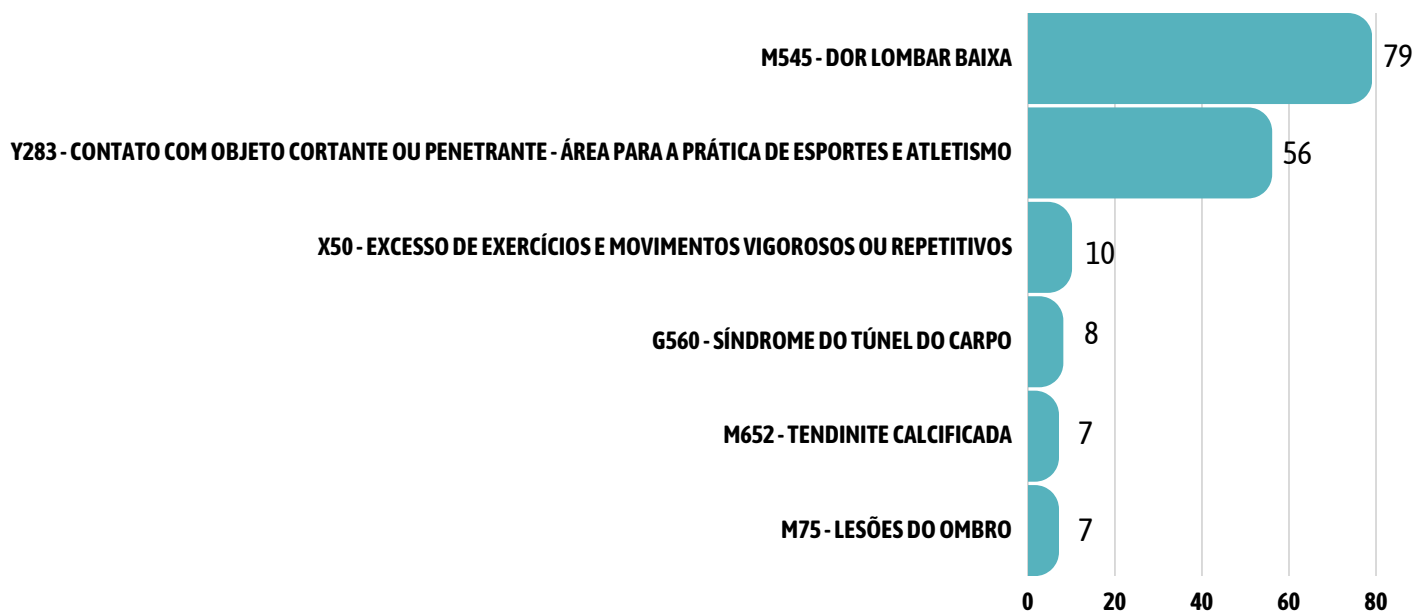 M545 - DOR LOMBAR BAIXA
79
Y283 - CONTATO COM OBJETO CORTANTE OU PENETRANTE - ÁREA PARA A PRÁTICA DE ESPORTES E ATLETISMO
56
X50 - EXCESSO DE EXERCÍCIOS E MOVIMENTOS VIGOROSOS OU REPETITIVOS
10
G560 - SÍNDROME DO TÚNEL DO CARPO
8
M652 - TENDINITE CALCIFICADA
7
M75 - LESÕES DO OMBRO
7
0 20 40 60 80